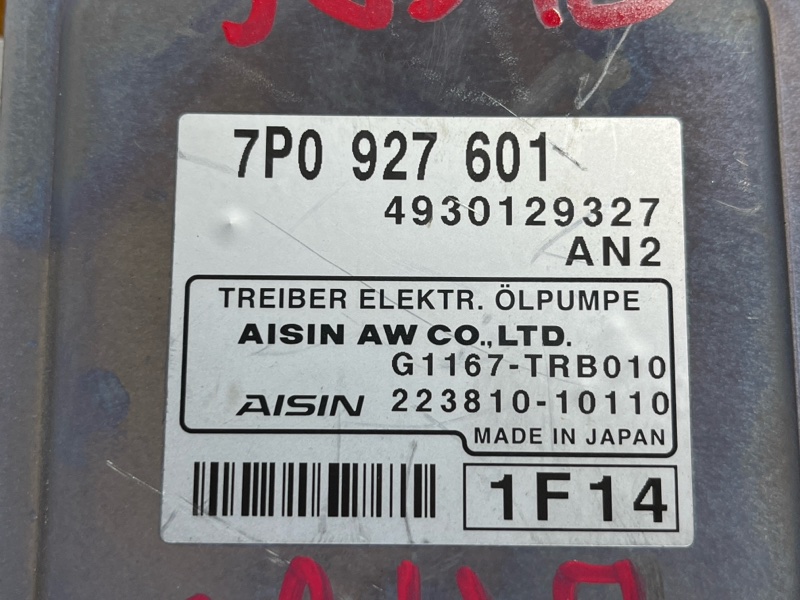 7P0 927 601
4930129327
AN2
TREIBER ELEKTR. ÖLPUMPE
AISIN AW CO.,LTD.
G1167-TRB010
AISIN 223810-10110
MADE IN JAPAN
1F14